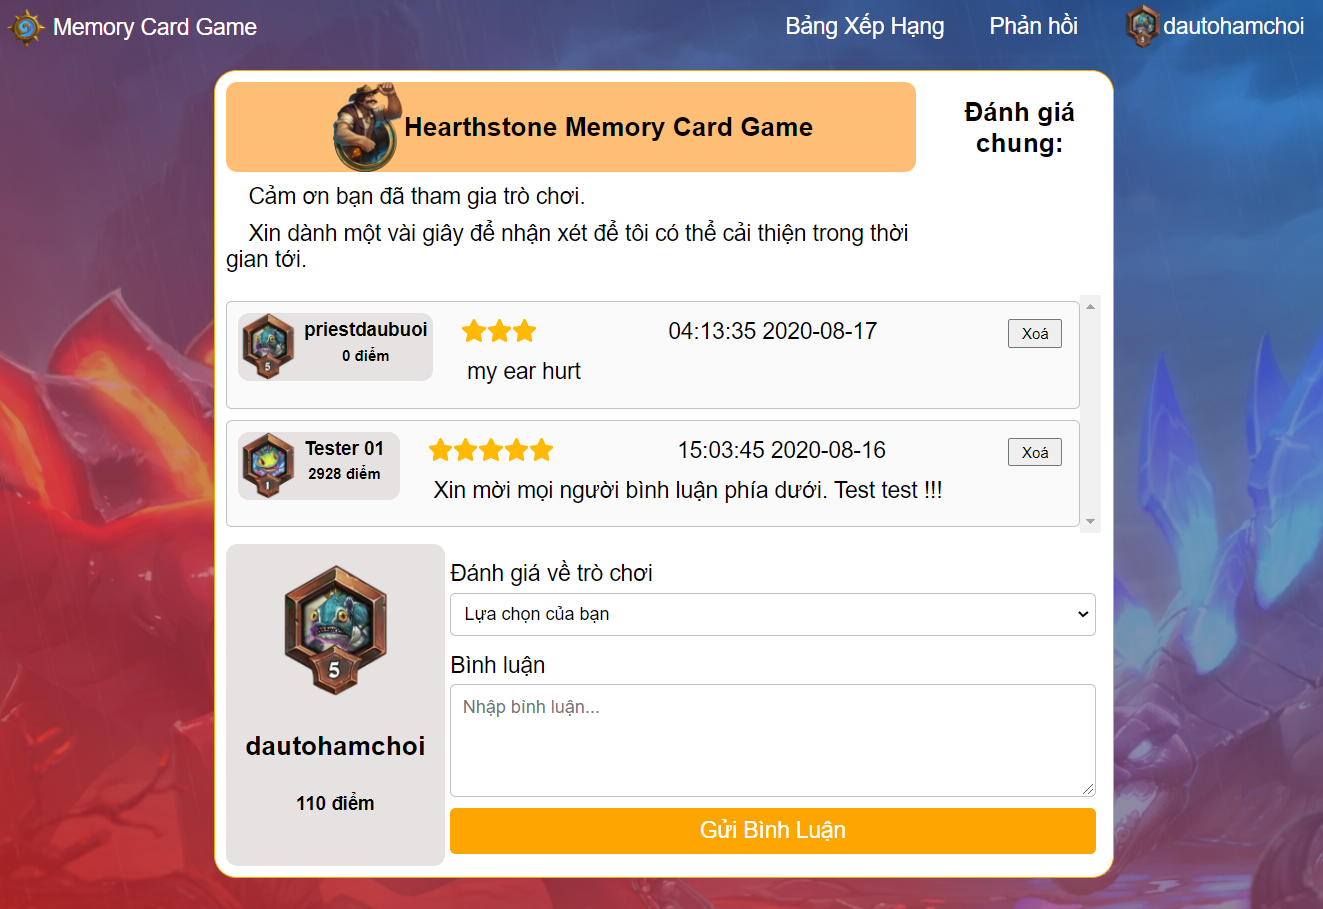 Memory Card Game
Bảng Xếp Hạng
Phản hồi
dautohamchoi
Hearthstone Memory Card Game
Đánh giá
chung:
Cảm ơn bạn đã tham gia trò chơi.
Xin dành một vài giây để nhận xét để tôi có thể cải thiện trong thời
gian tới.
5
priestdaubuoi
0 điểm
04:13:35 2020-08-17
Xoá
my ear hurt
1
Tester 01
2928 điểm
15:03:45 2020-08-16
Xoá
Xin mời mọi người bình luận phía dưới. Test test !!!
5
dautohamchoi
110 điểm
Đánh giá về trò chơi
Lựa chọn của bạn
Bình luận
Nhập bình luận...
Gửi Bình Luận